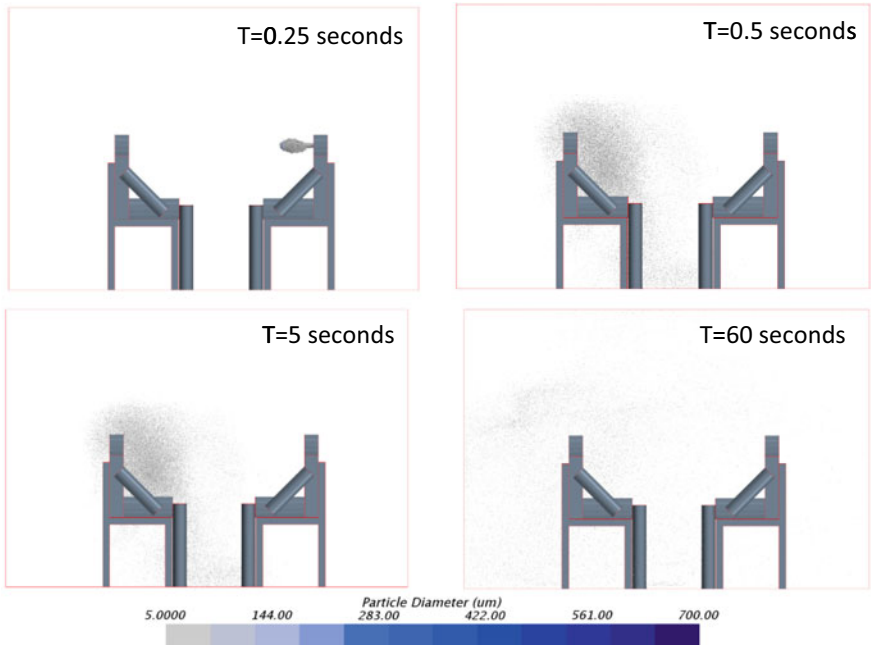 T=0.25 seconds
T=0.5 seconds
T=5 seconds
T=60 seconds
Particle Diameter (um)
5.0000 144.00 283.00 422.00 561.00 700.00